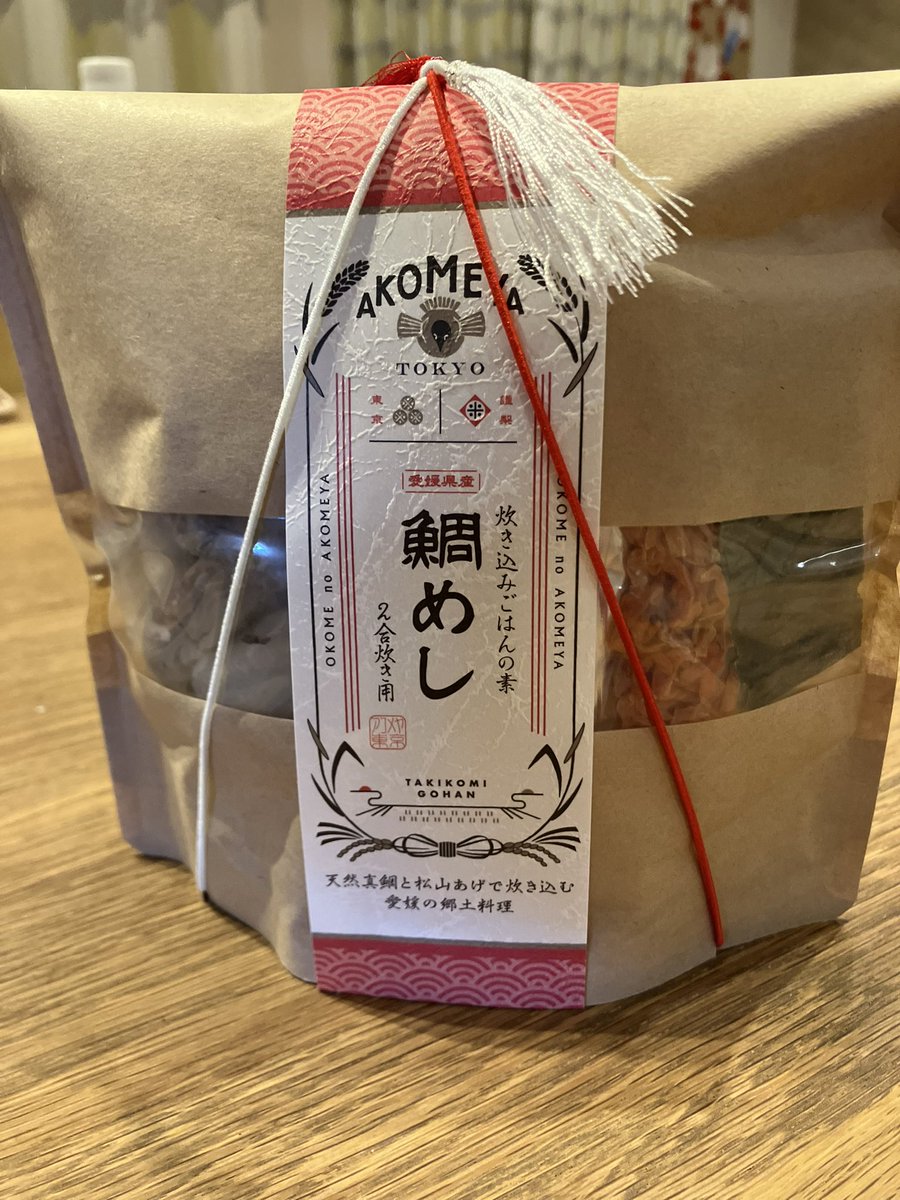 AKOMEYA
TOKYO
東京
謹製
愛媛県産
炊き込みごはんの素
鯛めし
2合炊き用
OKOME no AKOMEYA
OKOME no AKOMEYA
TAKIKOMI
GOHAN
天然真鯛と松山あげで炊き込む
愛媛の郷土料理